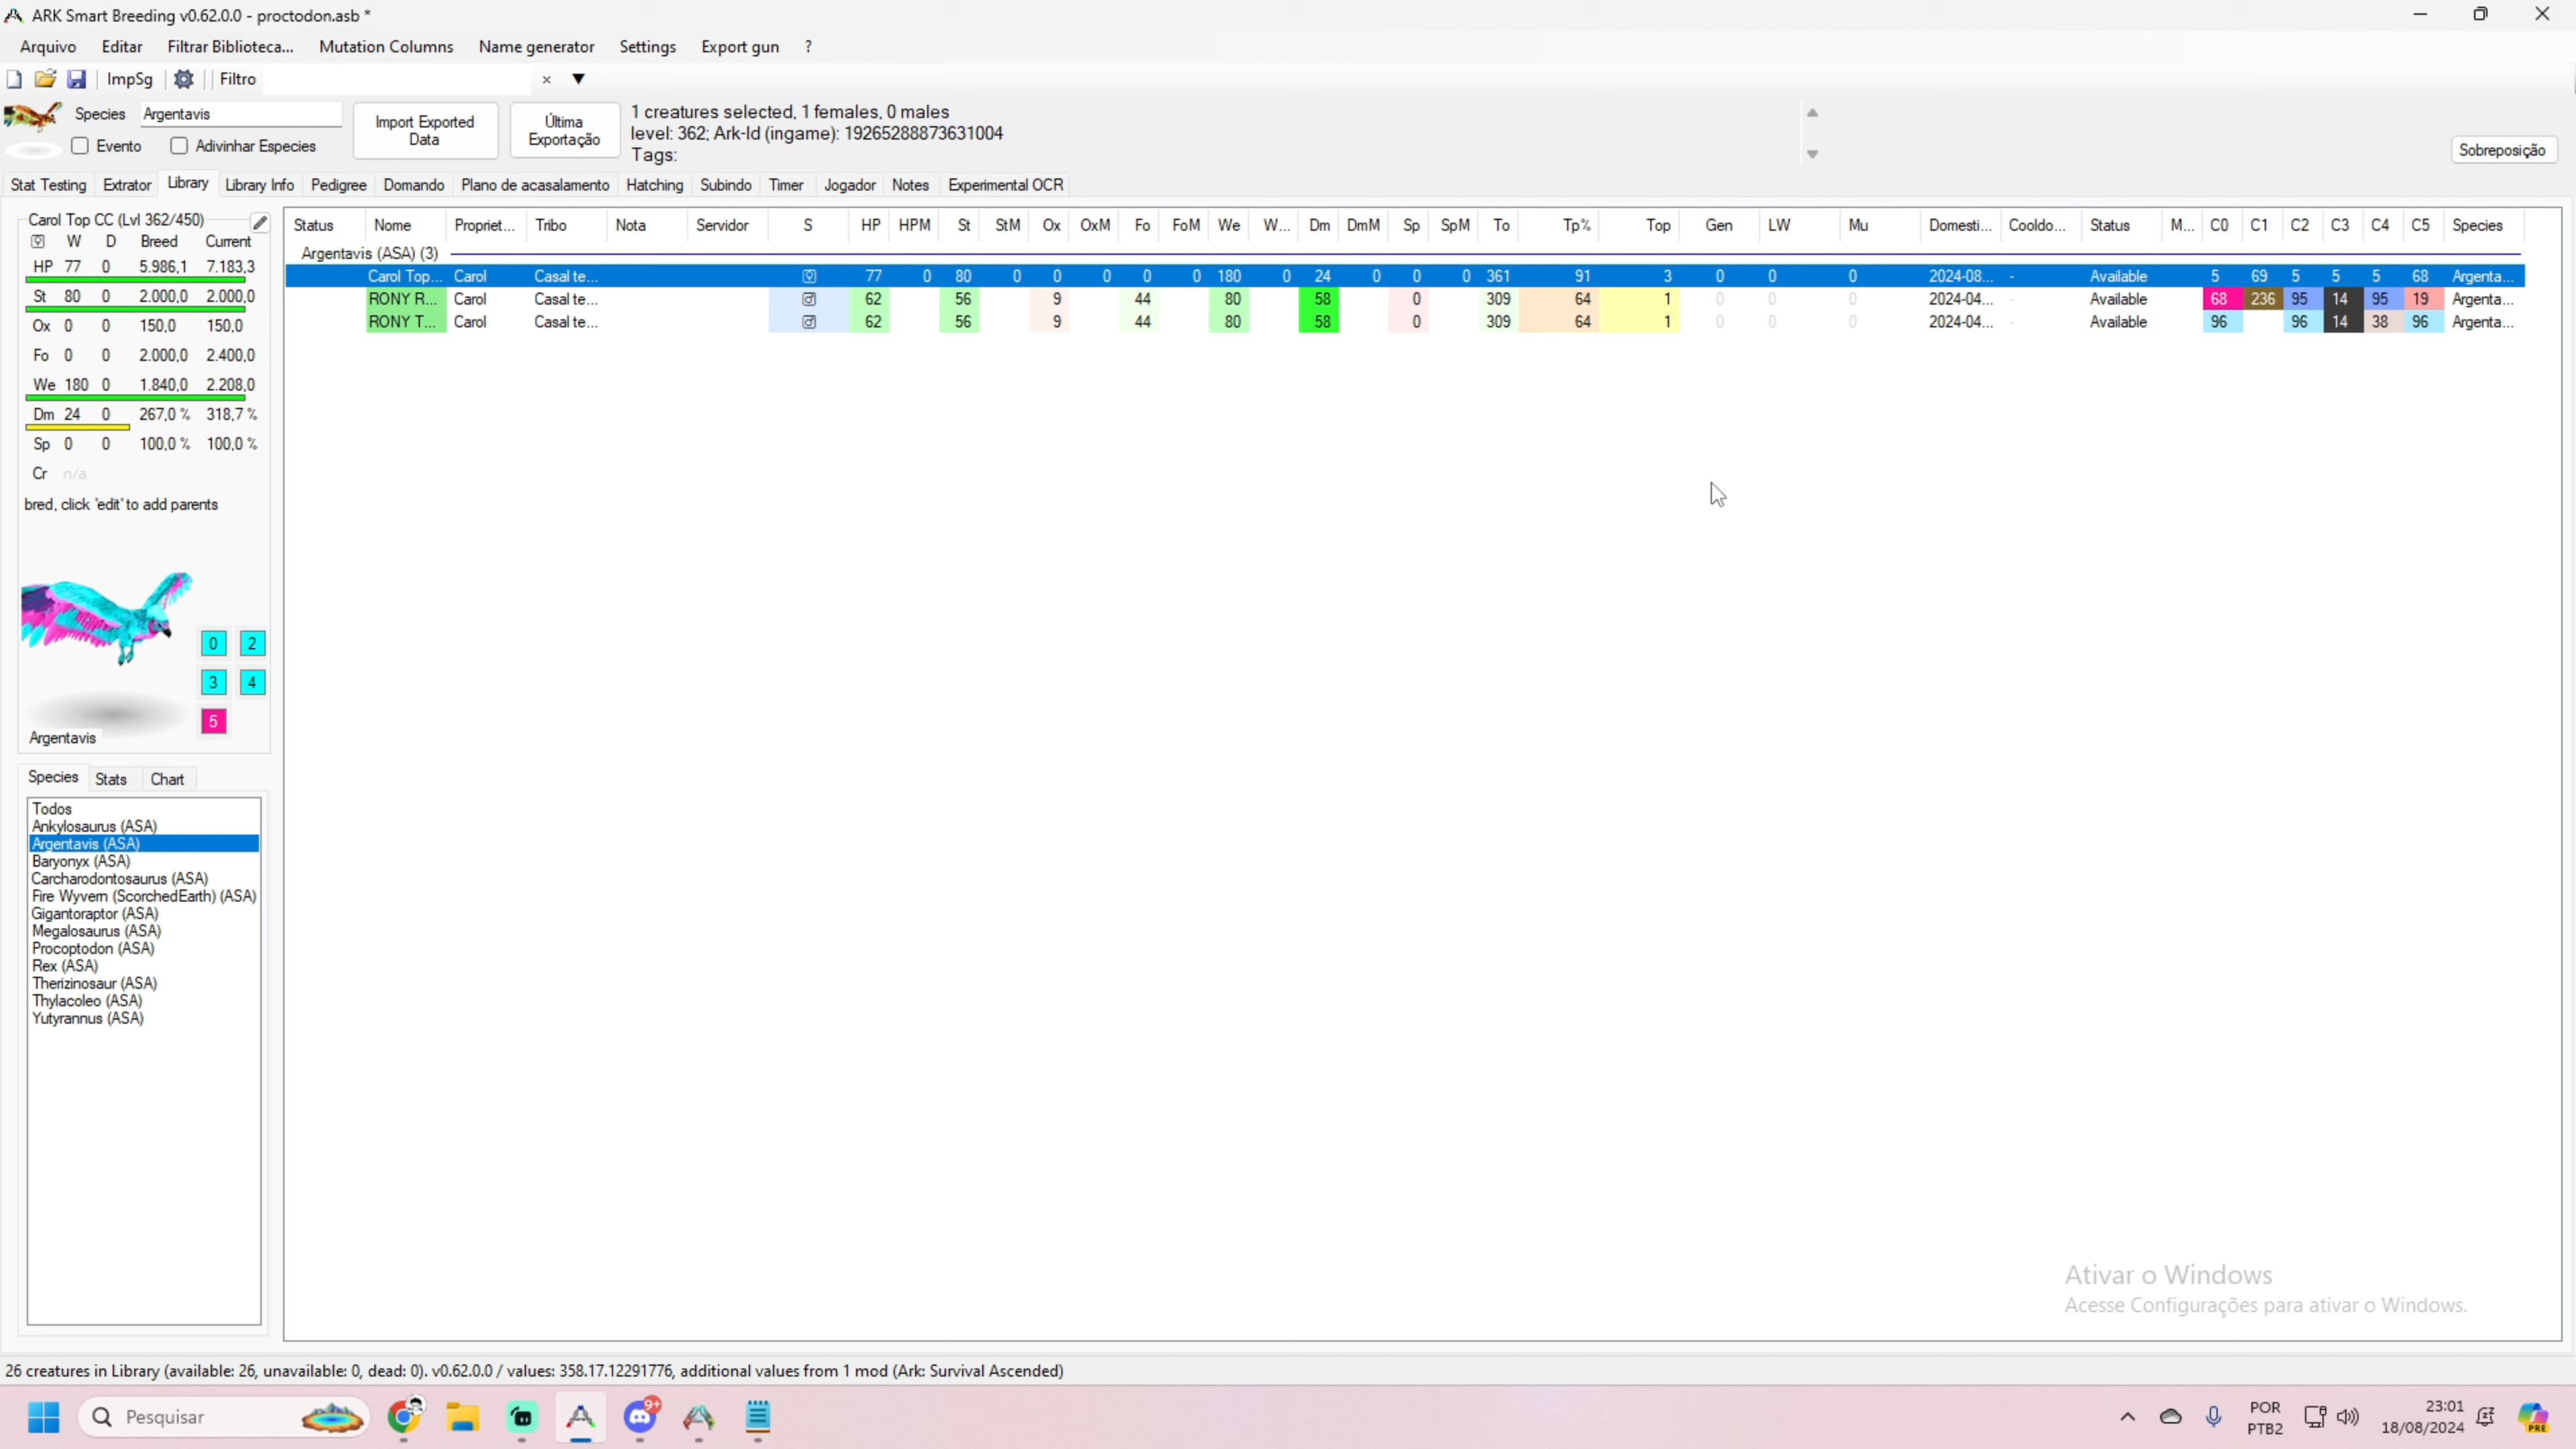 ARK Smart Breeding v0.62.0.0 - proctodon.asb *
Arquivo Editar Filtrar Biblioteca... Mutation Columns Name generator Settings Export gun ?
ImpSg Filtro × ▼
Species Argentavis
Evento Adivinhar Especies
Import Exported
Data
Última
Exportação
1 creatures selected, 1 females, 0 males
level: 362; Ark-Id (ingame): 19265288873631004
Tags:
Sobreposição
Stat Testing Extrator Library Library Info Pedigree Domando Plano de acasalamento Hatching Subindo Timer Jogador Notes Experimental OCR
Carol Top CC (Lvl 362/450)
W D Breed Current
HP 77 0 5.986,1 7.183,3
St 80 0 2.000,0 2.000,0
Ox 0 0 150,0 150,0
Fo 0 0 2.000,0 2.400,0
We 180 0 1.840,0 2.208,0
Dm 24 0 267,0 % 318,7 %
Sp 0 0 100,0 % 100,0 %
Cr n/a
bred, click 'edit' to add parents
0 2
3 4
5
Argentavis
Species Stats Chart
Todos
Ankylosaurus (ASA)
Argentavis (ASA)
Baryonyx (ASA)
Carcharodontosaurus (ASA)
Fire Wyvern (ScorchedEarth) (ASA)
Gigantoraptor (ASA)
Megalosaurus (ASA)
Procoptodon (ASA)
Rex (ASA)
Therizinosaur (ASA)
Thylacoleo (ASA)
Yutyrannus (ASA)
Status Nome Propriet... Tribo Nota Servidor S HP HPM St StM Ox OxM Fo FoM We W... Dm DmM Sp SpM To Tp% Top Gen LW Mu Domesti... Cooldo... Status M... C0 C1 C2 C3 C4 C5 Species
Argentavis (ASA) (3)
Carol Top... Carol Casal te... 77 0 80 0 0 0 0 0 180 0 24 0 0 0 361 91 3 0 0 0 2024-08... - Available 5 69 5 5 5 68 Argenta...
RONY R... Carol Casal te... 62 56 9 44 80 58 0 309 64 1 0 0 0 2024-04... - Available 68 236 95 14 95 19 Argenta...
RONY T... Carol Casal te... 62 56 9 44 80 58 0 309 64 1 0 0 0 2024-04... - Available 96 96 14 38 96 Argenta...
Ativar o Windows
Acesse Configurações para ativar o Windows.
26 creatures in Library (available: 26, unavailable: 0, dead: 0). v0.62.0.0 / values: 358.17.12291776, additional values from 1 mod (Ark: Survival Ascended)
Pesquisar
9+
POR
PTB2
23:01
18/08/2024
PRE